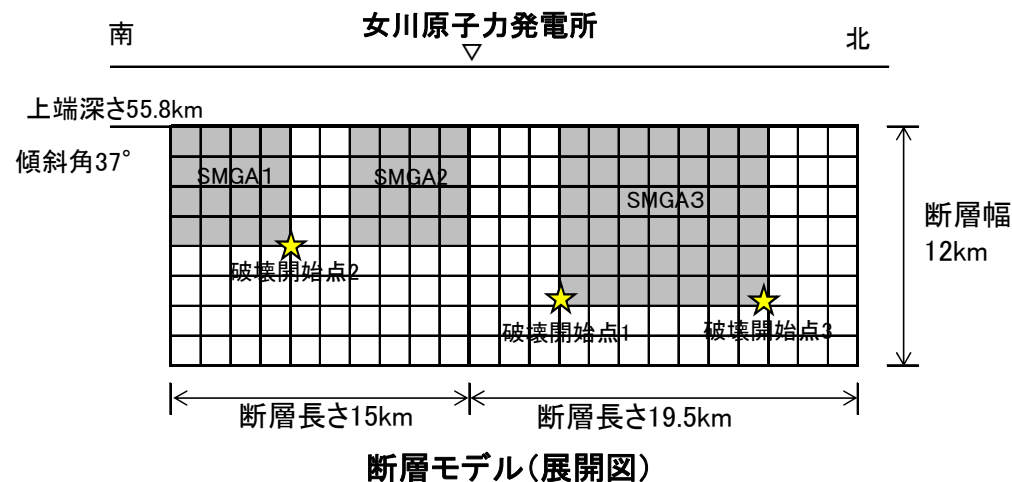 女川原子力発電所
南
北
上端深さ55.8km
傾斜角37°
SMGA1
SMGA2
SMGA3
断層幅
12km
破壊開始点2
破壊開始点1
破壊開始点3
断層長さ15km
断層長さ19.5km
断層モデル(展開図)